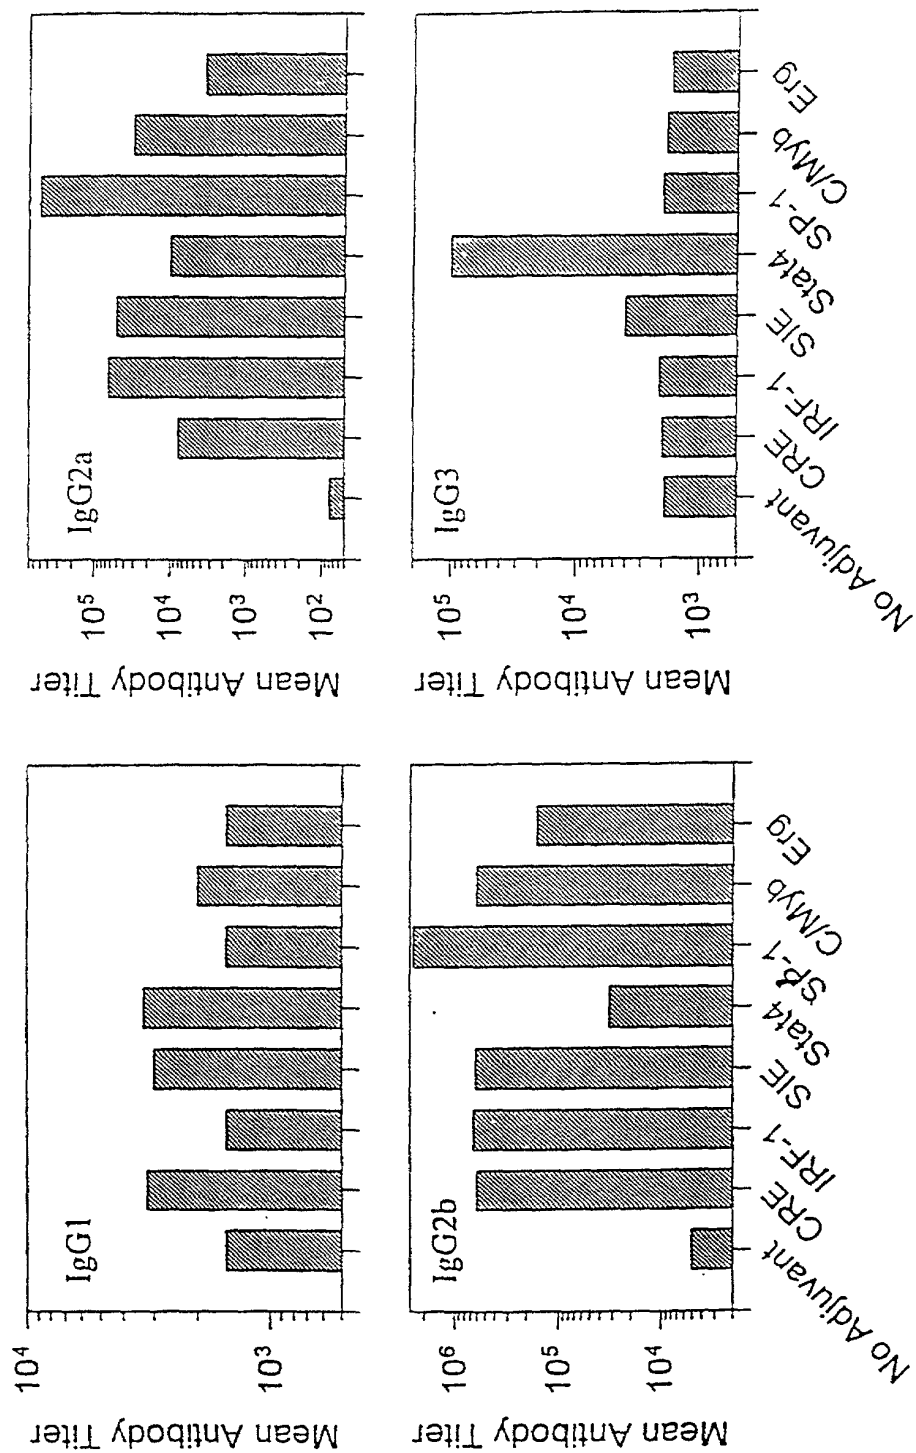 Mean Antibody Titer
10⁴
10³
IgG1
Mean Antibody Titer
10⁵
10⁴
10³
10²
IgG2a
Mean Antibody Titer
10⁶
10⁵
10⁴
IgG2b
No Adjuvant
CRE
IRF-1
SIE
Stat4
SP-1
C/Myb
Erg
Mean Antibody Titer
10⁵
10⁴
10³
IgG3
No Adjuvant
CRE
IRF-1
SIE
Stat4
SP-1
C/Myb
Erg